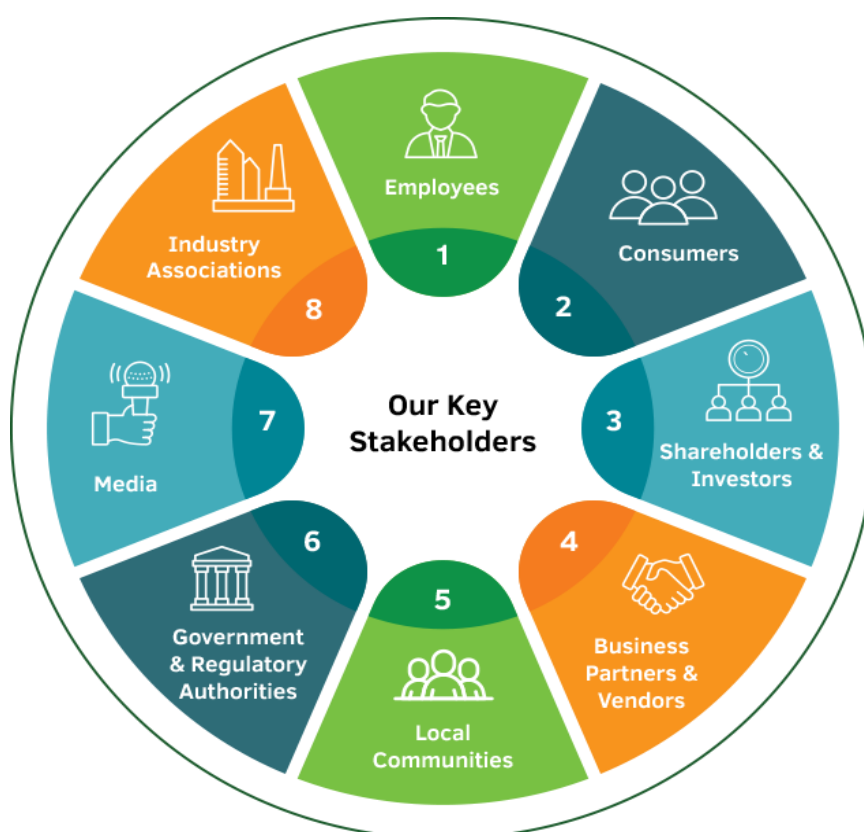 Our Key
Stakeholders
Employees
1
Consumers
2
3
Shareholders &
Investors
4
Business
Partners &
Vendors
5
Local
Communities
6
Government
& Regulatory
Authorities
7
Media
Industry
Associations
8